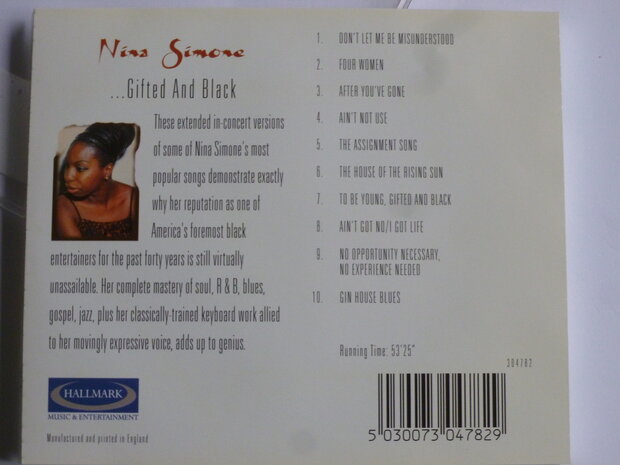 Nina Simone
...Gifted And Black
These extended in-concert versions
of some of Nina Simone's most
popular songs demonstrate exactly
why her reputation as one of
America's foremost black
entertainers for the past forty years is still virtually
unassailable. Her complete mastery of soul, R & B, blues,
gospel, jazz, plus her classically-trained keyboard work allied
to her movingly expressive voice, adds up to genius.
HALLMARK
MUSIC & ENTERTAINMENT
Manufactured and printed in England
1. DON'T LET ME BE MISUNDERSTOOD
2. FOUR WOMEN
3. AFTER YOU'VE GONE
4. AIN'T NOT USE
5. THE ASSIGNMENT SONG
6. THE HOUSE OF THE RISING SUN
7. TO BE YOUNG, GIFTED AND BLACK
8. AIN'T GOT NO/I GOT LIFE
9. NO OPPORTUNITY NECESSARY,
NO EXPERIENCE NEEDED
10. GIN HOUSE BLUES
Running Time: 53'25"
304782
5 030073 047829